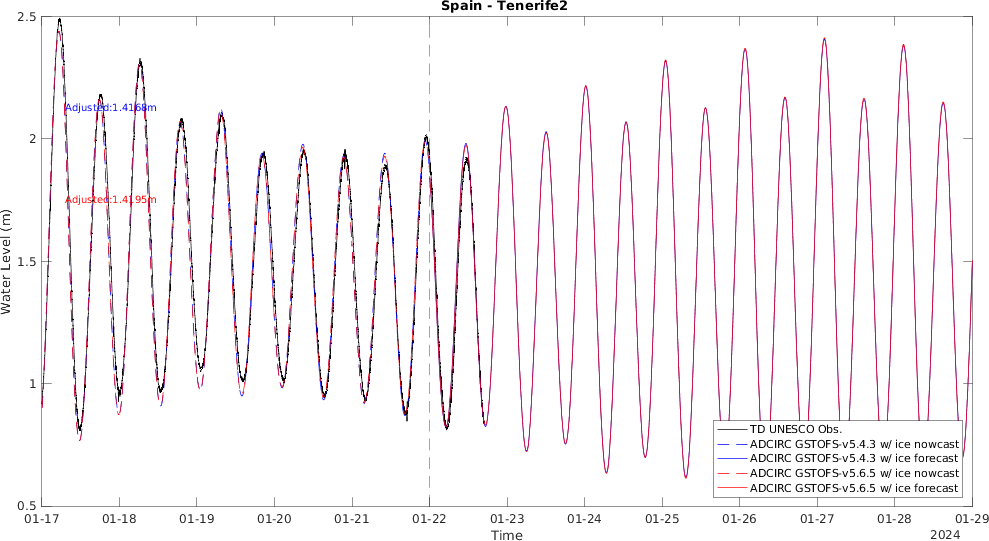 Spain - Tenerife2
2.5
2
1.5
1
0.5
Water Level (m)
Adjusted:1.4168m
Adjusted:1.4195m
TD UNESCO Obs.
ADCIRC GSTOFS-v5.4.3 w/ ice nowcast
ADCIRC GSTOFS-v5.4.3 w/ ice forecast
ADCIRC GSTOFS-v5.6.5 w/ ice nowcast
ADCIRC GSTOFS-v5.6.5 w/ ice forecast
01-17 01-18 01-19 01-20 01-21 01-22 01-23 01-24 01-25 01-26 01-27 01-28 01-29
Time
2024